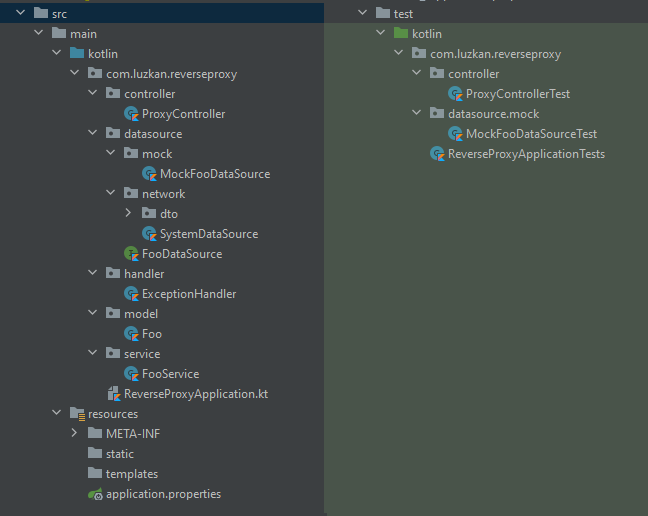 src
main
kotlin
com.luzkan.reverseproxy
controller
ProxyController
datasource
mock
MockFooDataSource
network
dto
SystemDataSource
FooDataSource
handler
ExceptionHandler
model
Foo
service
FooService
ReverseProxyApplication.kt
resources
META-INF
static
templates
application.properties
test
kotlin
com.luzkan.reverseproxy
controller
ProxyControllerTest
datasource.mock
MockFooDataSourceTest
ReverseProxyApplicationTests